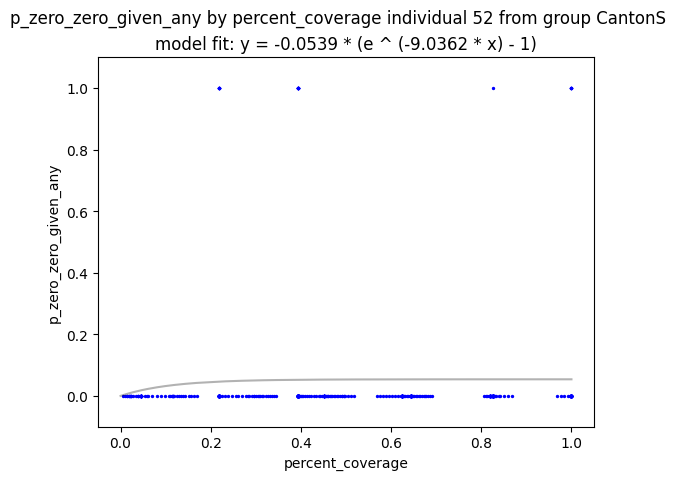 p_zero_zero_given_any by percent_coverage individual 52 from group CantonS
model fit: y = -0.0539 * (e ^ (-9.0362 * x) - 1)
1.0
0.8
0.6
0.4
0.2
0.0
p_zero_zero_given_any
0.0 0.2 0.4 0.6 0.8 1.0
percent_coverage